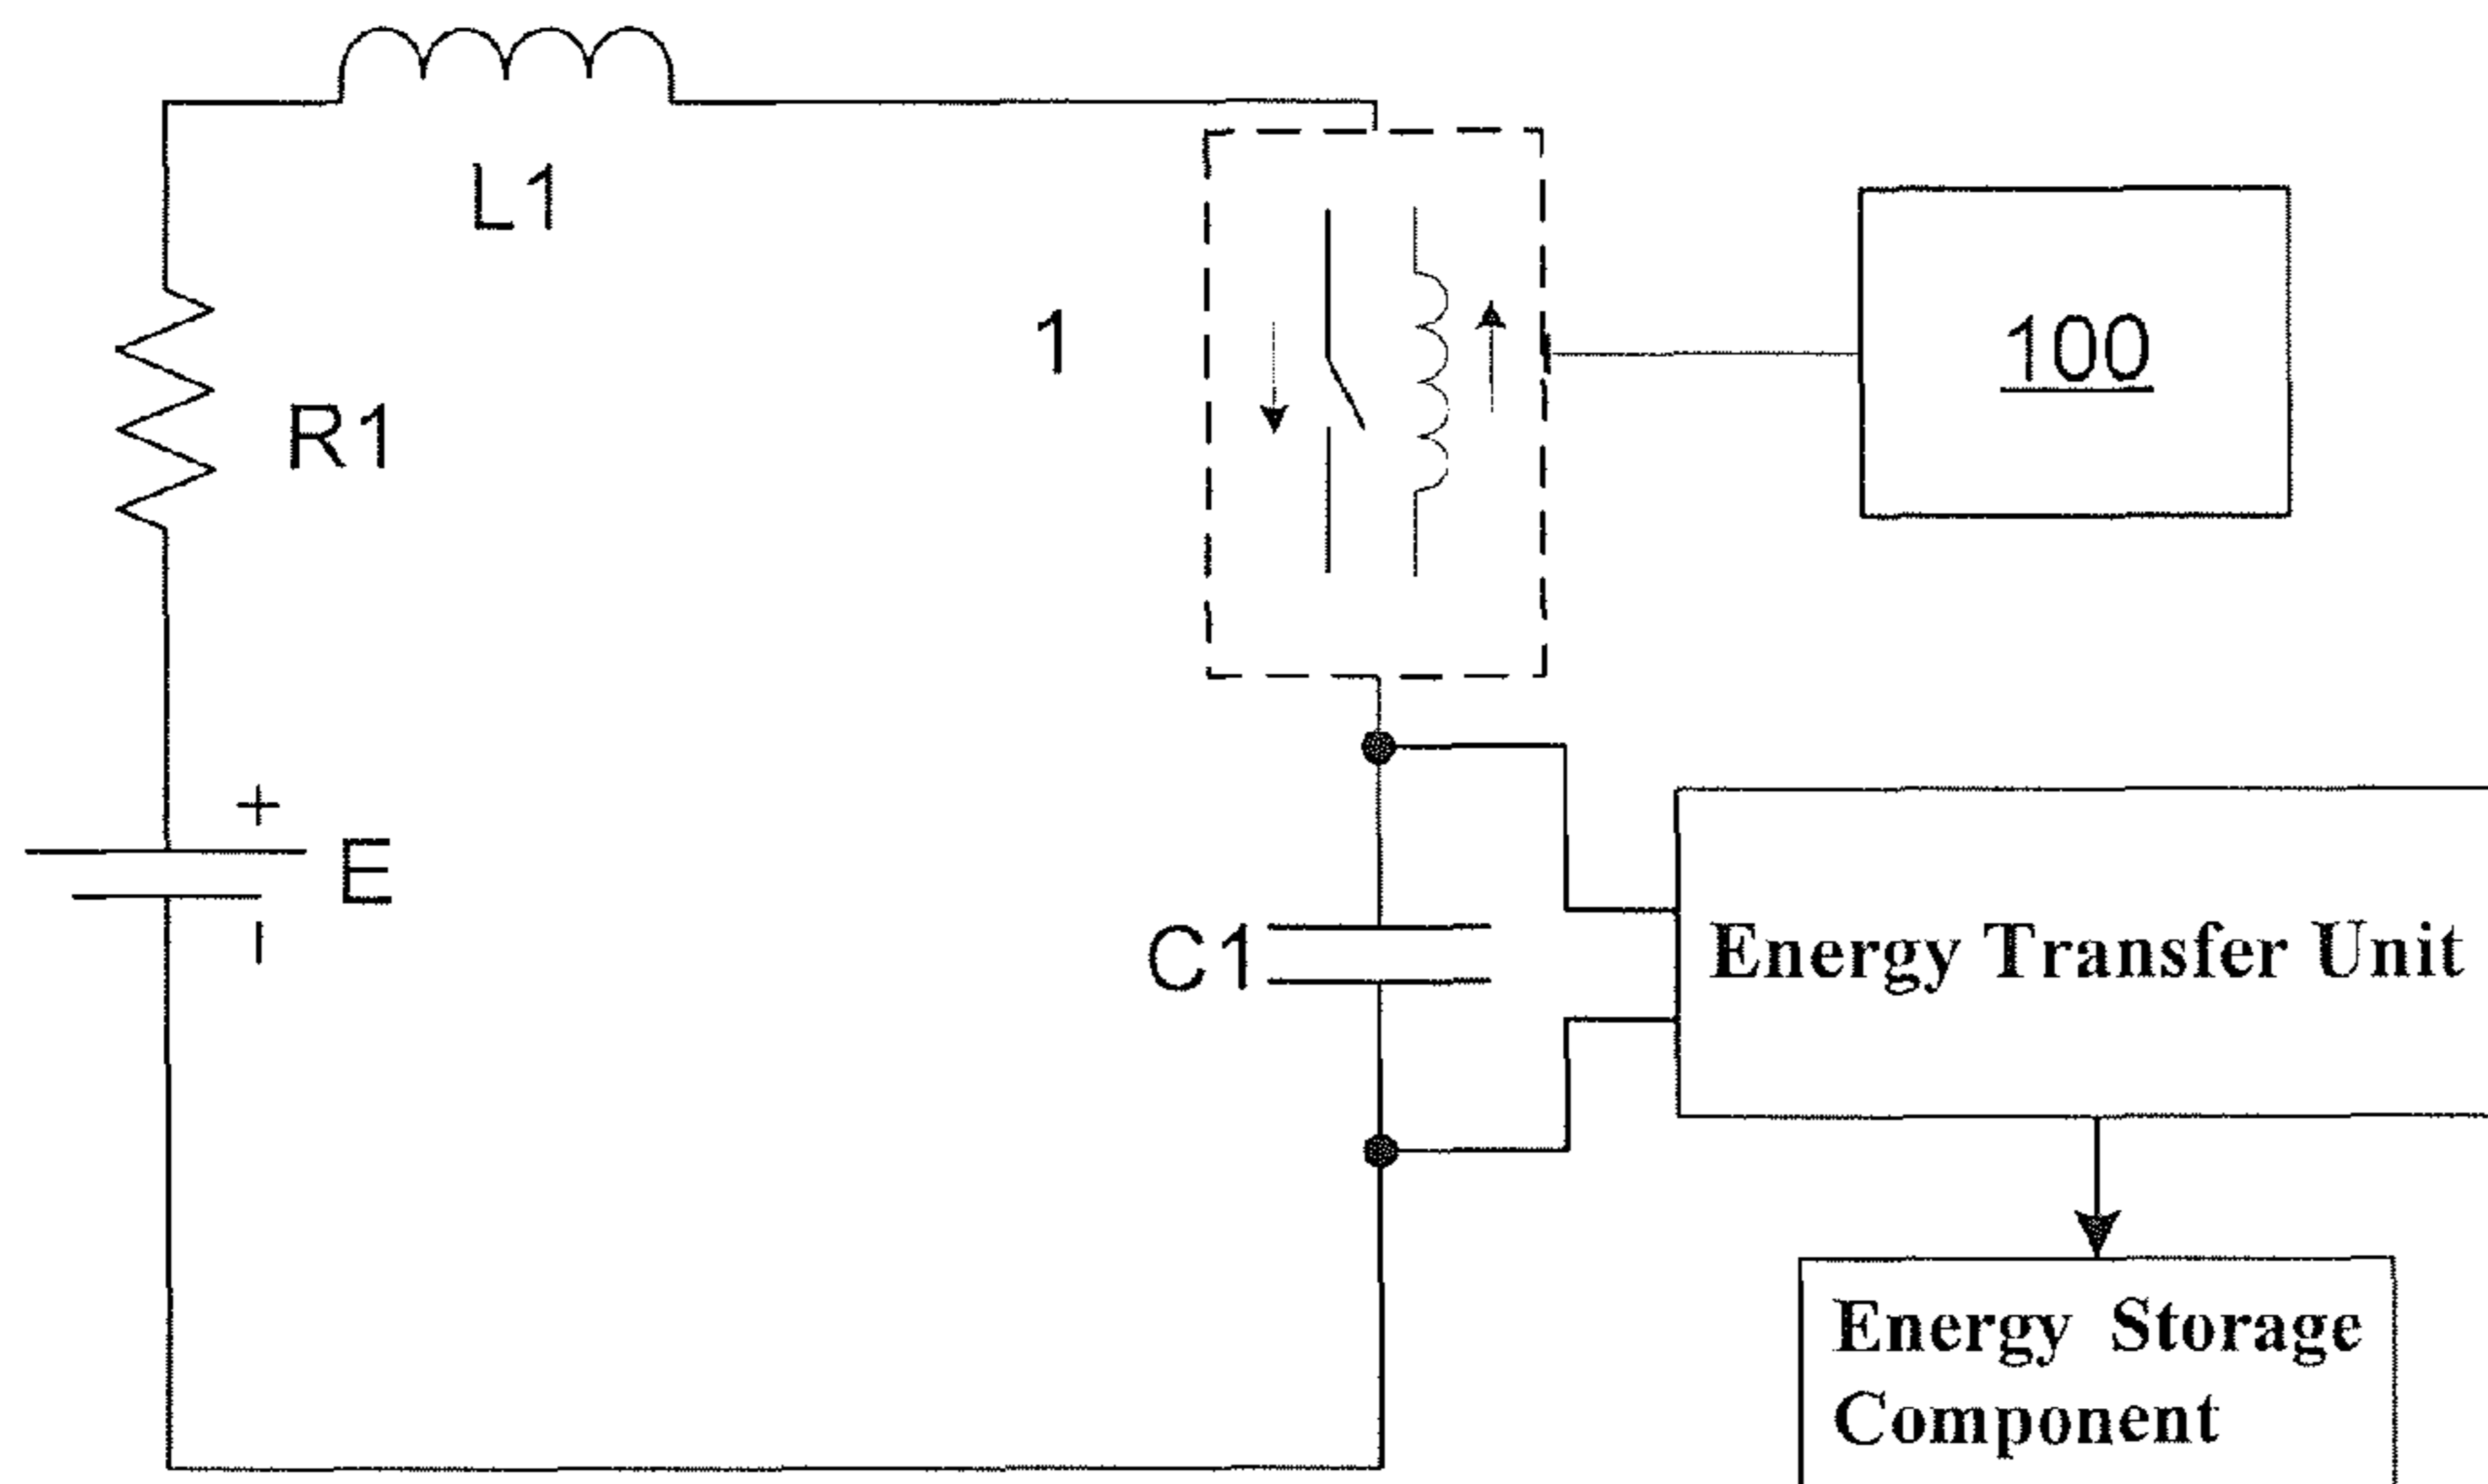 L1
1
100
R1
+
E
-
C1
Energy Transfer Unit
Energy Storage
Component